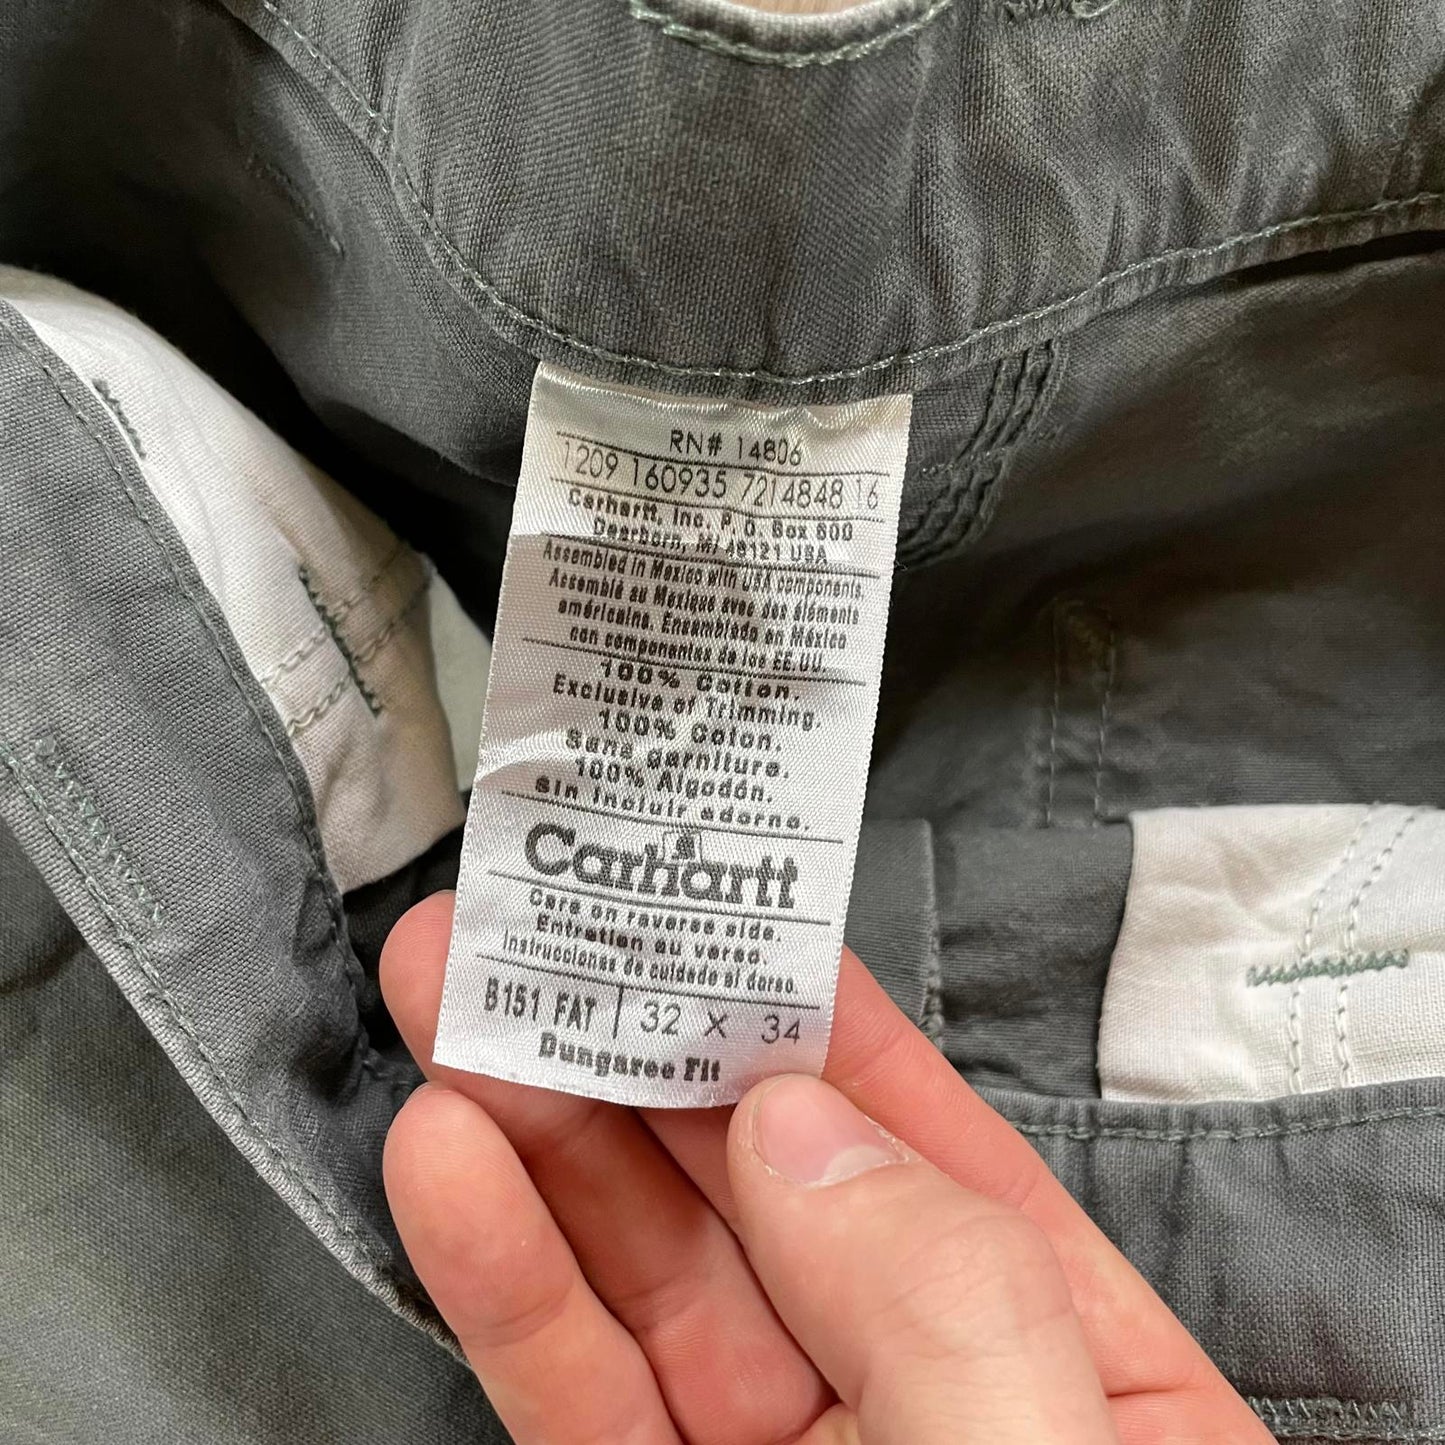 RN# 14806
1209 160935 7214848 16
Carhartt, Inc. P.O. Box 600
Dearborn, MI 48121 USA
Assembled in Mexico with USA components.
Assemblé au Mexique avec des éléments
américains. Ensamblado en México
con componentes de los EE.UU.
100% Cotton.
Exclusive of Trimming.
100% Coton.
Sans garniture.
100% Algodón.
Sin incluir adorno.
Carhartt
Care on reverse side.
Entretien au verso.
Instrucciones de cuidado al dorso.
B151 FAT 32 X 34
Dungaree Fit